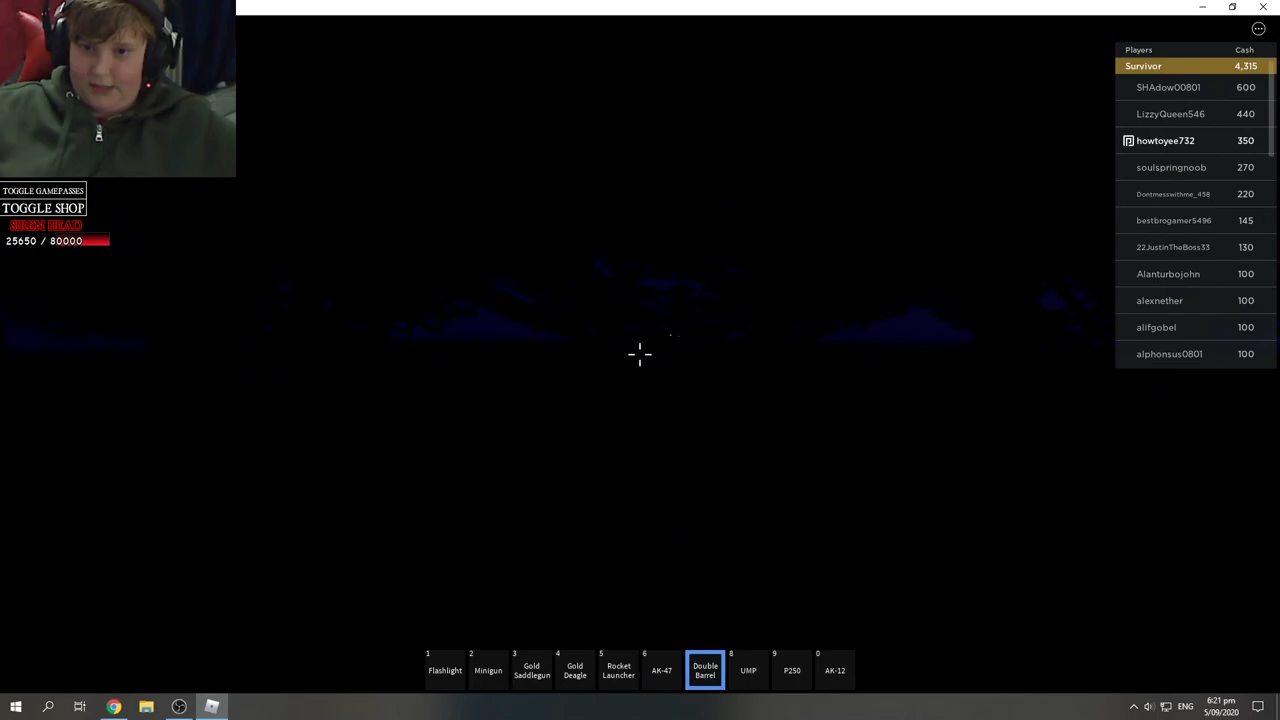 Players Cash
Survivor 4,315
SHAdow00801 600
LizzyQueen546 440
howtoyee732 350
soulspringnoob 270
Dontmesswithme_458 220
bestbrogamer5496 145
22JustinTheBoss33 130
Alanturbojohn 100
alexnether 100
alifgobel 100
alphonsus0801 100
TOGGLE GAMEPASSES
TOGGLE SHOP
SIREN HEAD
25650 / 80000
1 Flashlight
2 Minigun
3 Gold Saddlegun
4 Gold Deagle
5 Rocket Launcher
6 AK-47
Double Barrel
8 UMP
9 P250
0 AK-12
ENG
6:21 pm
5/09/2020